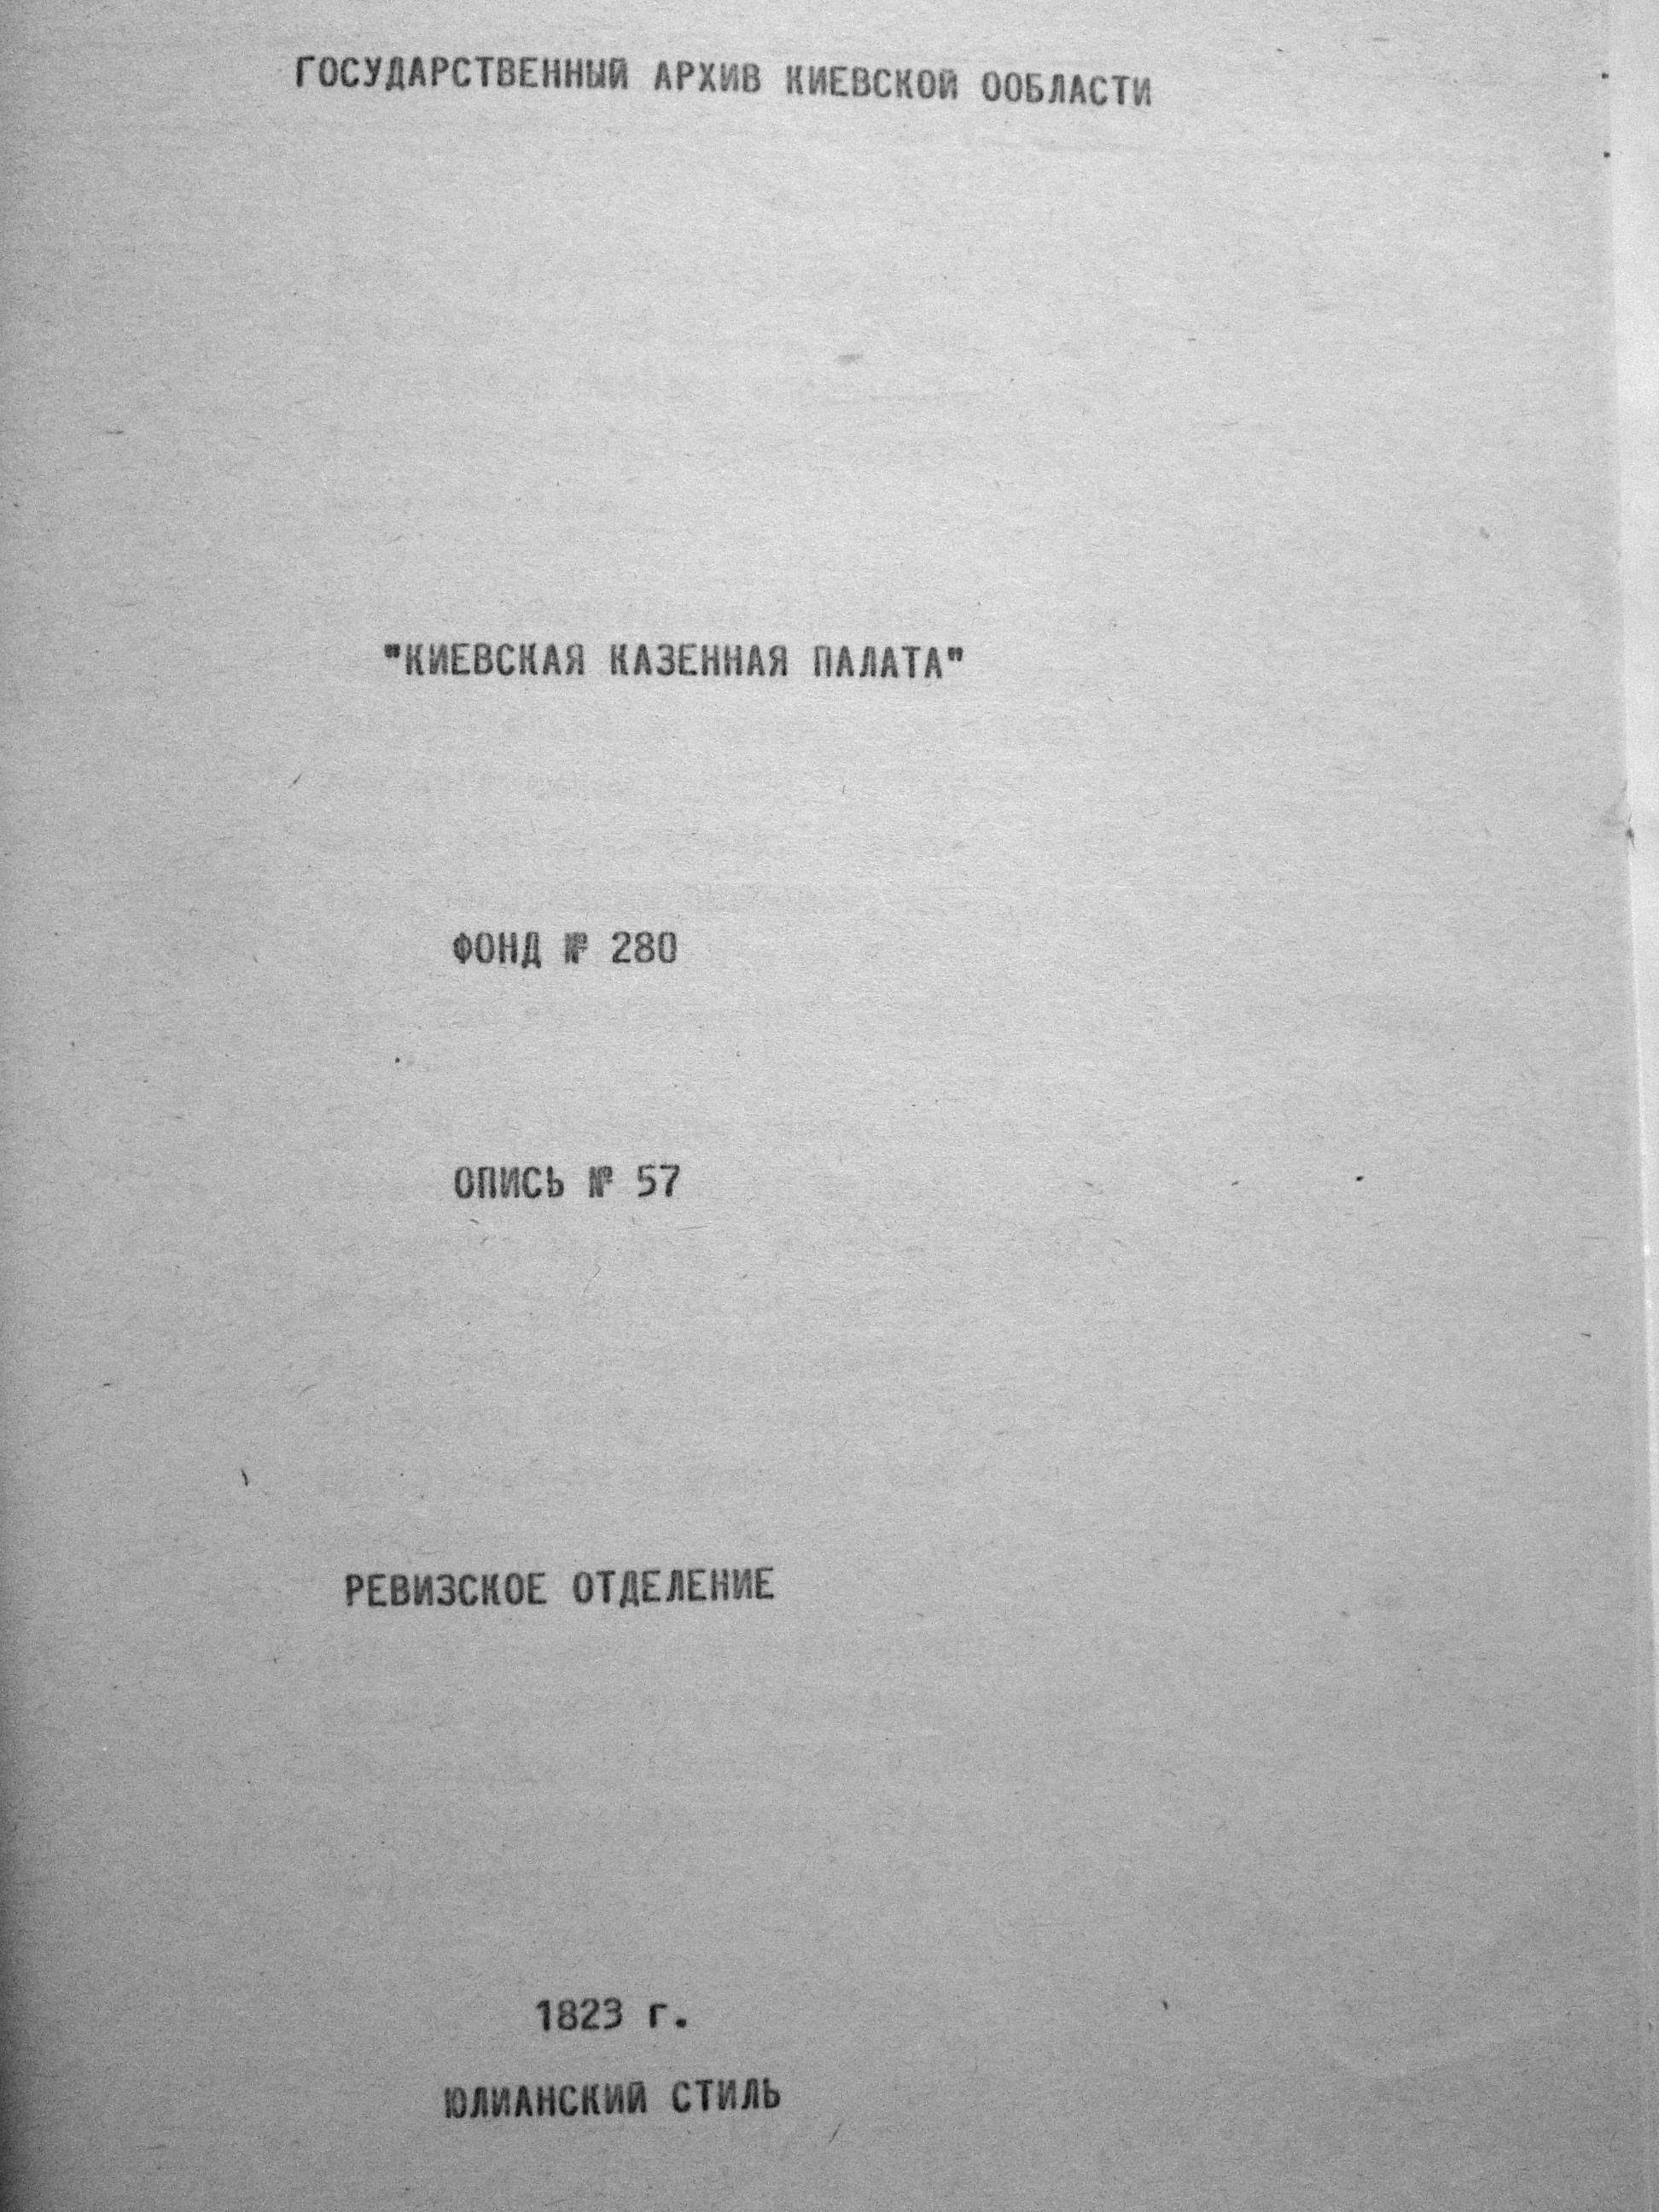 ГОСУДАРСТВЕННЫЙ АРХИВ КИЕВСКОЙ ООБЛАСТИ
"КИЕВСКАЯ КАЗЕННАЯ ПАЛАТА"
ФОНД № 280
ОПИСЬ № 57
РЕВИЗСКОЕ ОТДЕЛЕНИЕ
1823 г.
ЮЛИАНСКИЙ СТИЛЬ